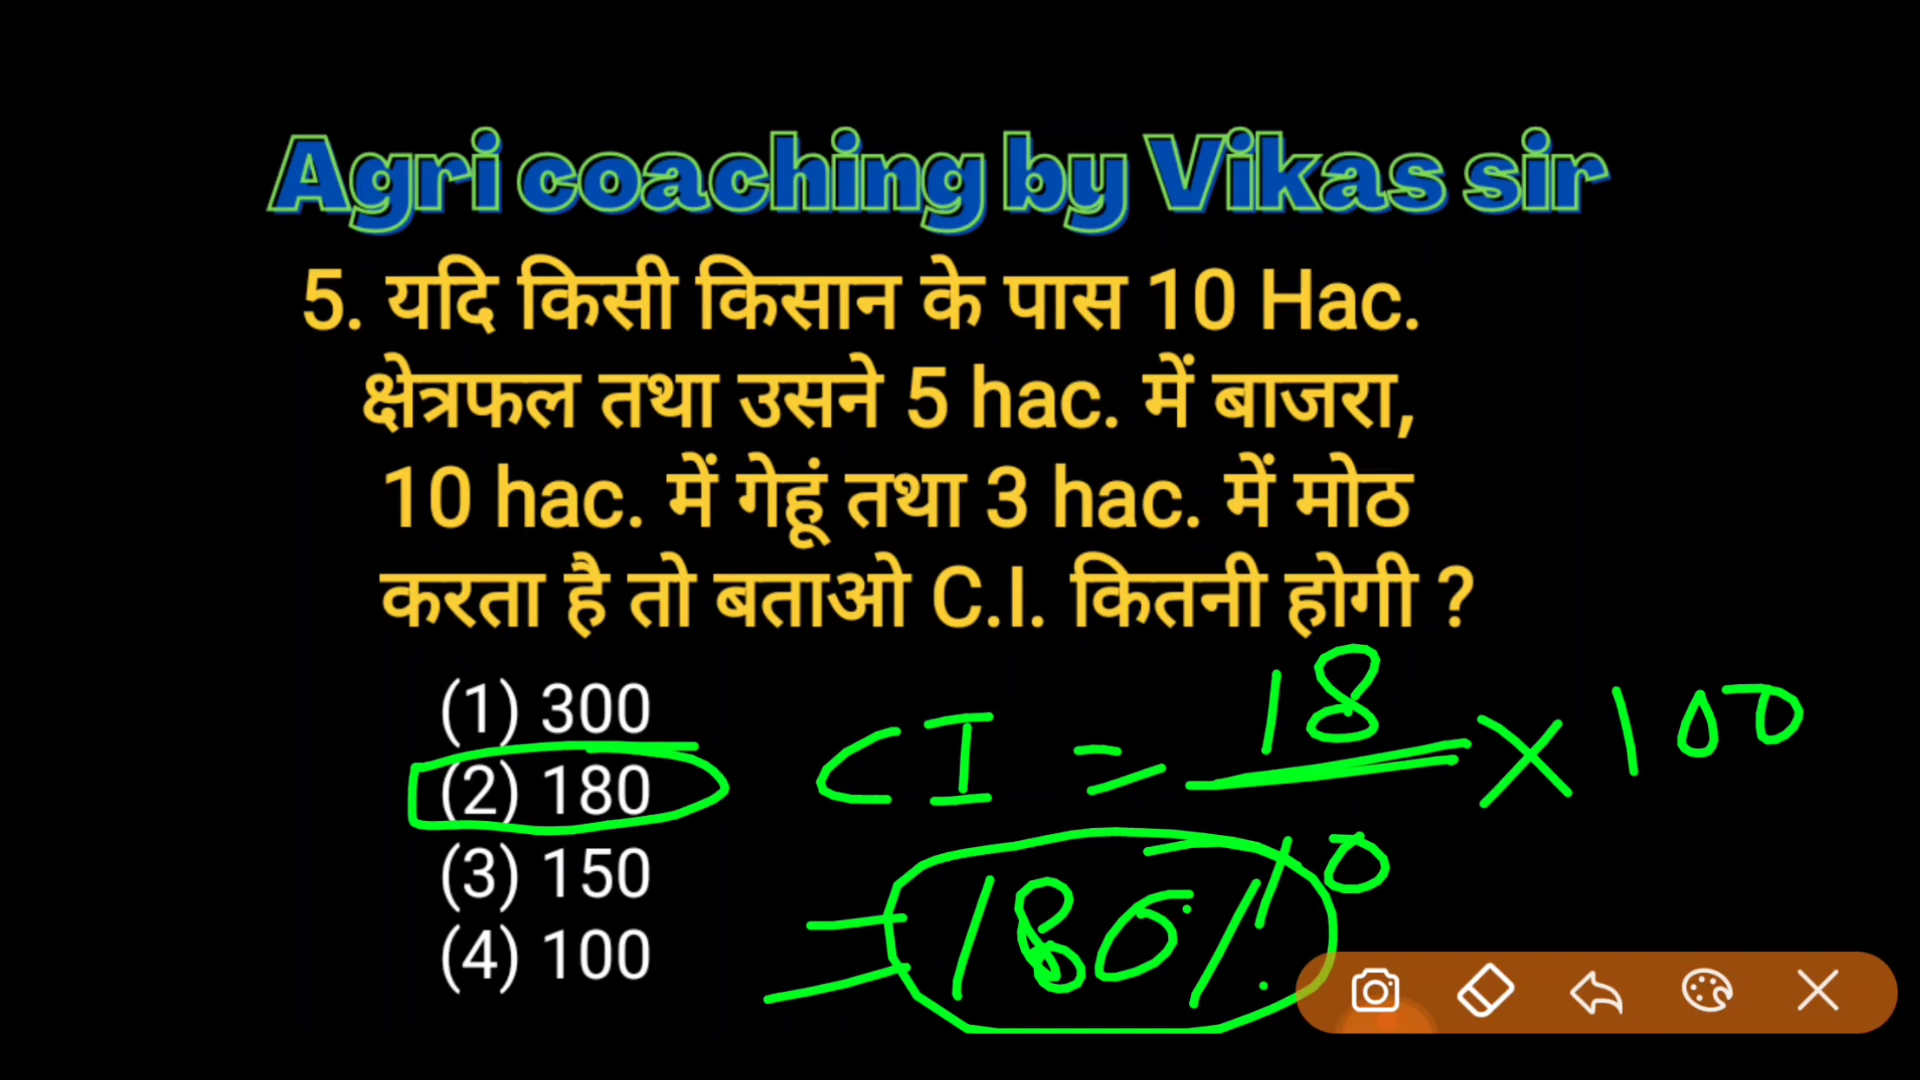 Agri coaching by Vikas sir
5. यदि किसी किसान के पास 10 Hac.
क्षेत्रफल तथा उसने 5 hac. में बाजरा,
10 hac. में गेहूं तथा 3 hac. में मोठ
करता है तो बताओ C.I. कितनी होगी ?
(1) 300
(2) 180
(3) 150
(4) 100
CI = 18 × 100
10
= 180%